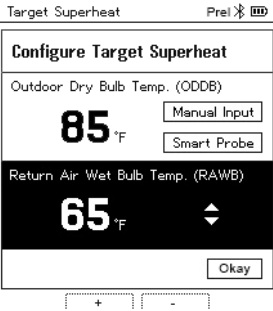 Target Superheat Prel
Configure Target Superheat
Outdoor Dry Bulb Temp. (ODDB)
85 °F
Manual Input
Smart Probe
Return Air Wet Bulb Temp. (RAWB)
65 °F
Okay
+ -